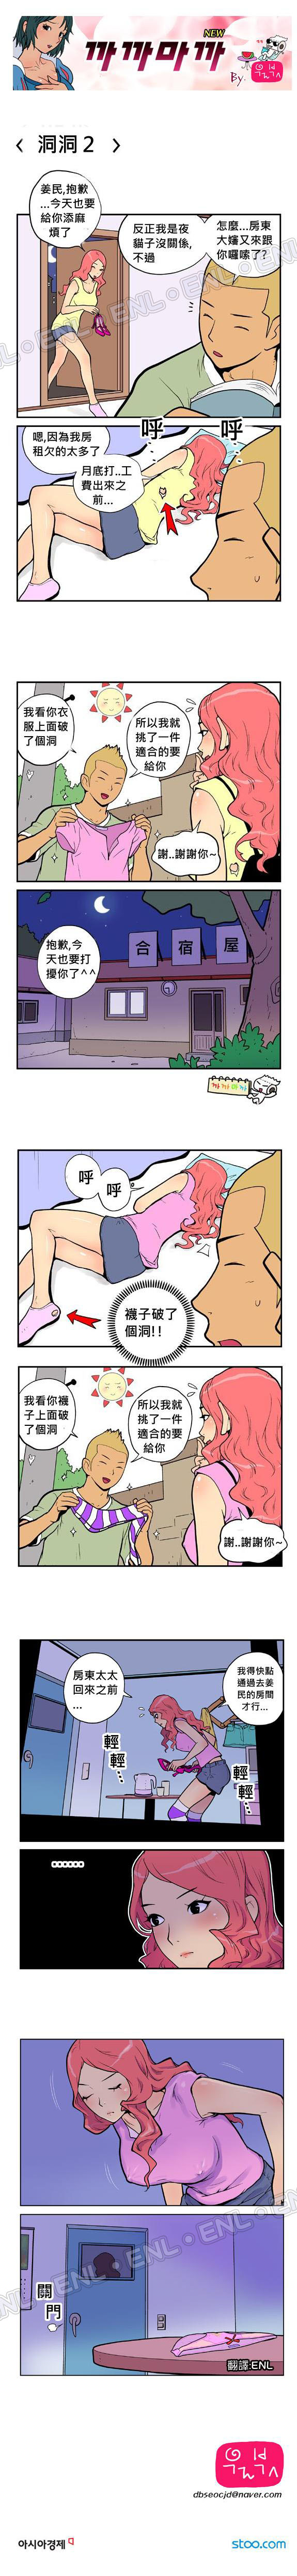 NEW
까까마까
By.
〈 洞洞２ 〉
姜民,抱歉
...今天也要
給你添麻
煩了
反正我是夜
貓子沒關係,
不過
怎麼...房東
大嬸又來跟
你囉嗦了?
嗯,因為我房
租欠的太多了
月底打..工
費出來之
前...
呼
呼
我看你衣
服上面破
了個洞
所以我就
挑了一件
適合的要
給你
謝..謝謝你~
抱歉,今
天也要打
擾你了^^
合宿屋
까까마까
呼
呼
襪子破了
個洞!!
我看你襪
子上面破
了個洞
所以我就
挑了一件
適合的要
給你
謝..謝謝你~
房東太太
回來之前
...
我得快點
通過去姜
民的房間
才行...
輕
輕...
輕
輕...
......
關
門
翻譯:ENL
dbseocjd@naver.com
아시아경제
stoo.com
ENL